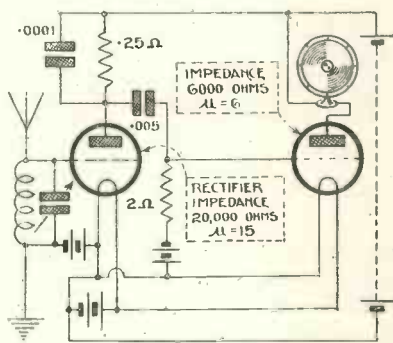 .0001
.25Ω
.005
IMPEDANCE
6000 OHMS
µ=6
2Ω
RECTIFIER
IMPEDANCE
20,000 OHMS
µ=15